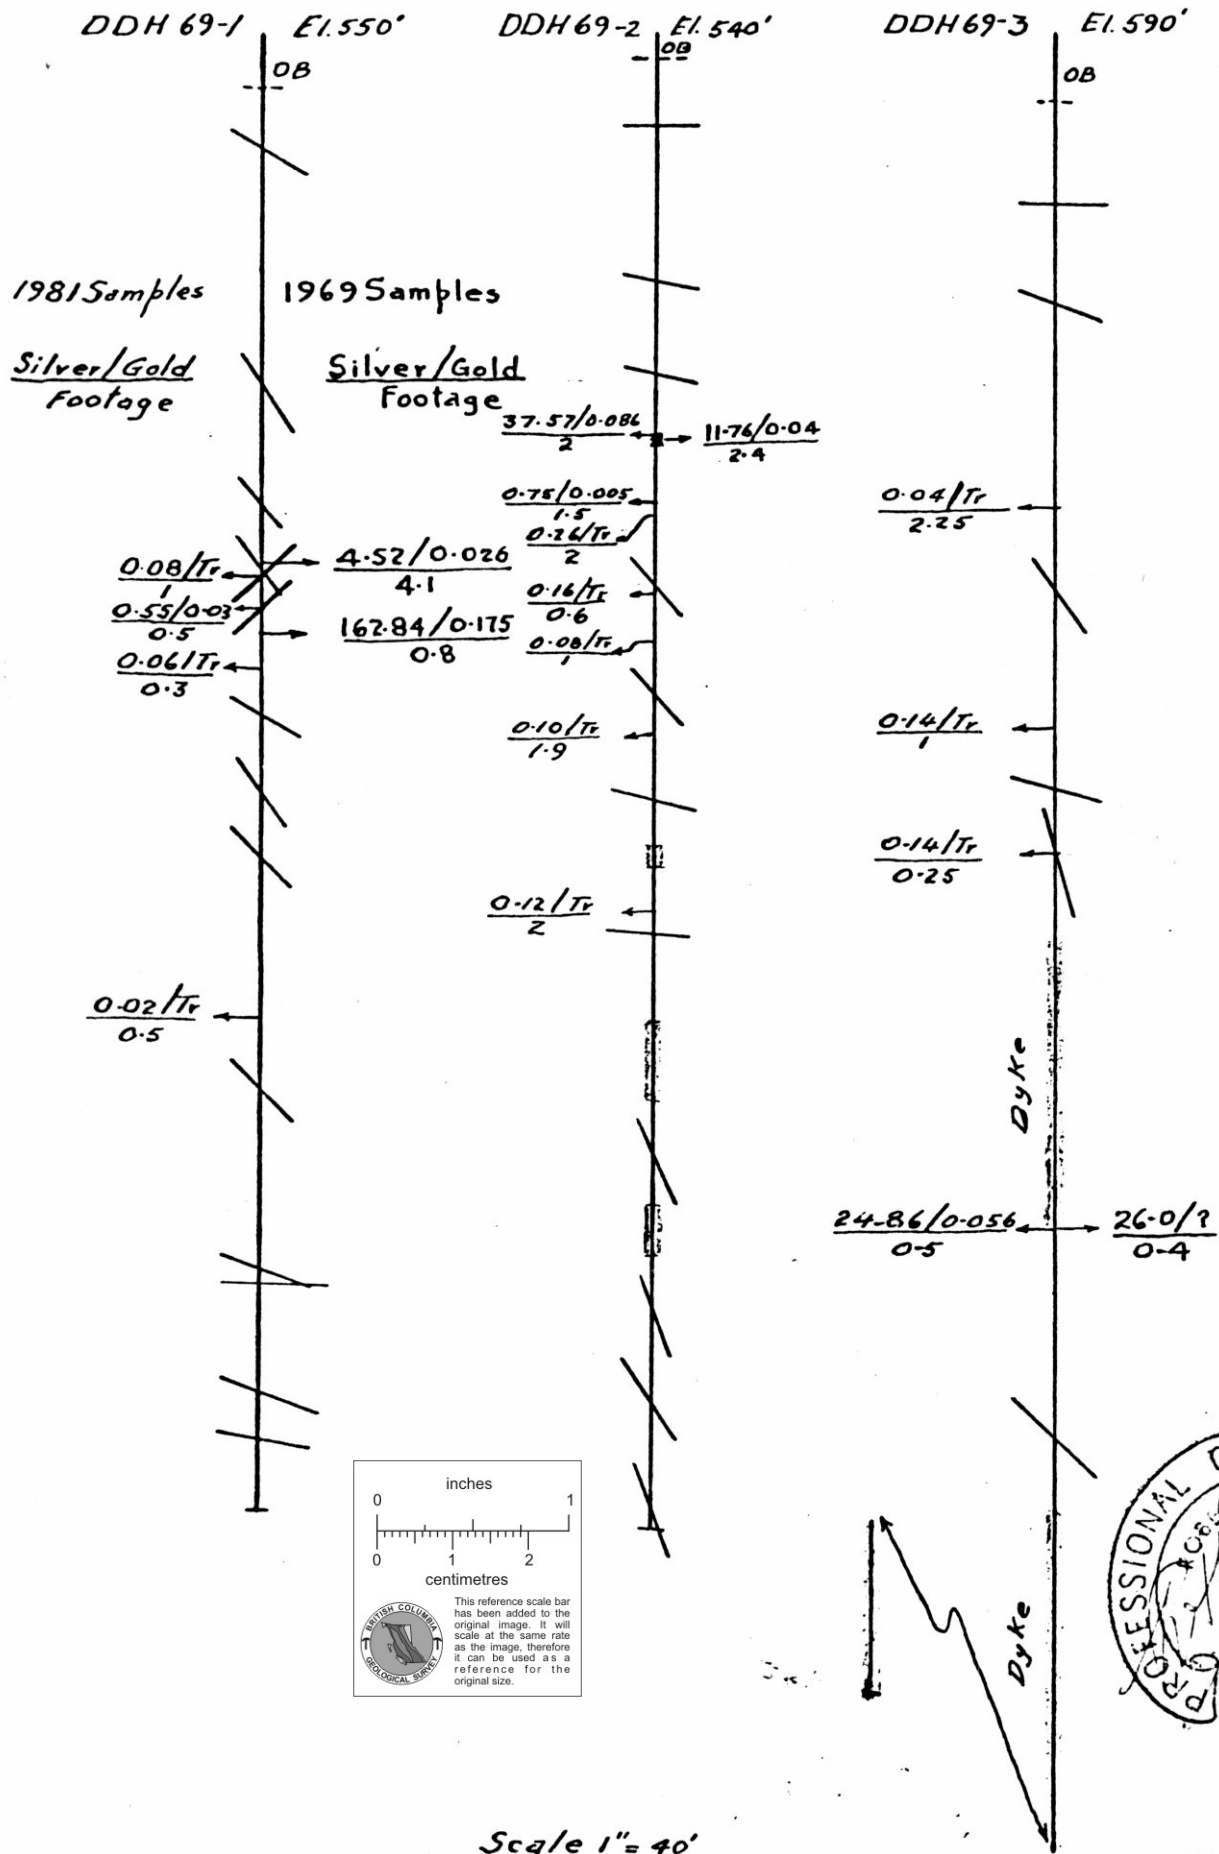 DDH 69-1 El. 550'
OB
1981 Samples
Silver/Gold
Footage
1969 Samples
Silver/Gold
Footage
0.08/Tr
1
4.52/0.026
4.1
0.55/0.03
0.5
162.84/0.175
0.8
0.06/Tr
0.3
0.02/Tr
0.5
DDH 69-2 El. 540'
OB
37.57/0.086
2
11.76/0.04
2.4
0.75/0.005
1.5
0.26/Tr
2
0.16/Tr
0.6
0.08/Tr
1
0.10/Tr
1.9
0.12/Tr
2
DDH 69-3 El. 590'
OB
0.04/Tr
2.25
0.14/Tr
1
0.14/Tr
0.25
Dyke
24.86/0.056
0.5
26.0/?
0.4
Dyke
PROFESSIONAL
inches
0 1
0 1 2
centimetres
BRITISH COLUMBIA
GEOLOGICAL SURVEY
This reference scale bar
has been added to the
original image. It will
scale at the same rate
as the image, therefore
it can be used as a
reference for the
original size.
Scale 1"= 40'